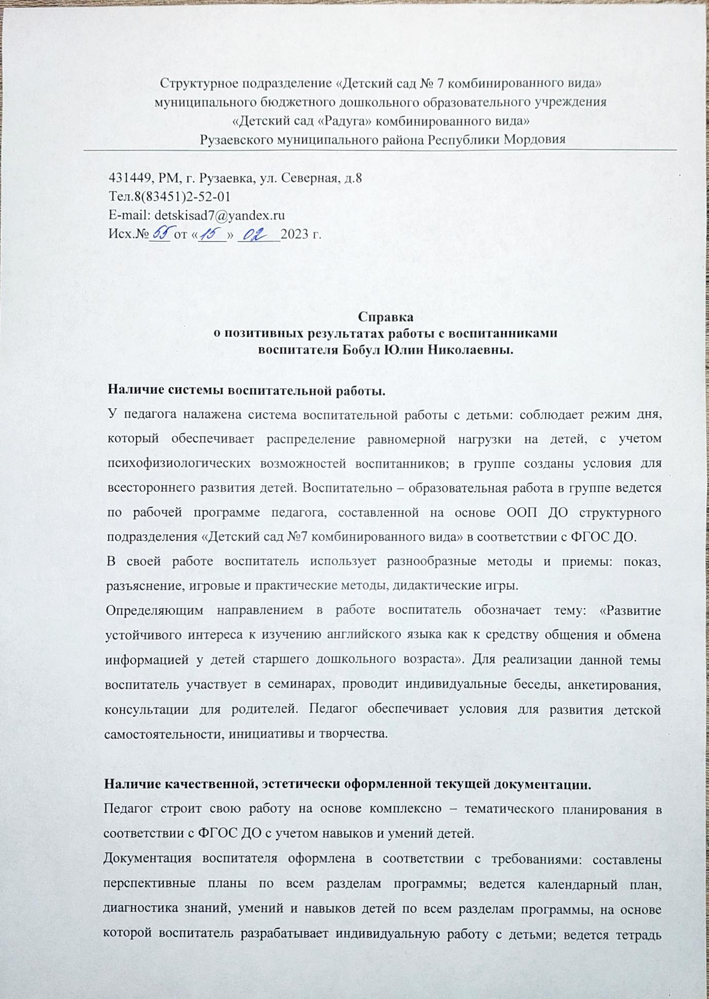 Структурное подразделение «Детский сад № 7 комбинированного вида»
муниципального бюджетного дошкольного образовательного учреждения
«Детский сад «Радуга» комбинированного вида»
Рузаевского муниципального района Республики Мордовия
431449, РМ, г. Рузаевка, ул. Северная, д.8
Тел.8(83451)2-52-01
E-mail: detskisad7@yandex.ru
Исх.№ 55 от « 15 » 02 2023 г.
Справка
о позитивных результатах работы с воспитанниками
воспитателя Бобул Юлии Николаевны.
Наличие системы воспитательной работы.
У педагога налажена система воспитательной работы с детьми: соблюдает режим дня,
который обеспечивает распределение равномерной нагрузки на детей, с учетом
психофизиологических возможностей воспитанников; в группе созданы условия для
всестороннего развития детей. Воспитательно – образовательная работа в группе ведется
по рабочей программе педагога, составленной на основе ООП ДО структурного
подразделения «Детский сад №7 комбинированного вида» в соответствии с ФГОС ДО.
В своей работе воспитатель использует разнообразные методы и приемы: показ,
разъяснение, игровые и практические методы, дидактические игры.
Определяющим направлением в работе воспитатель обозначает тему: «Развитие
устойчивого интереса к изучению английского языка как к средству общения и обмена
информацией у детей старшего дошкольного возраста». Для реализации данной темы
воспитатель участвует в семинарах, проводит индивидуальные беседы, анкетирования,
консультации для родителей. Педагог обеспечивает условия для развития детской
самостоятельности, инициативы и творчества.
Наличие качественной, эстетически оформленной текущей документации.
Педагог строит свою работу на основе комплексно – тематического планирования в
соответствии с ФГОС ДО с учетом навыков и умений детей.
Документация воспитателя оформлена в соответствии с требованиями: составлены
перспективные планы по всем разделам программы; ведется календарный план,
диагностика знаний, умений и навыков детей по всем разделам программы, на основе
которой воспитатель разрабатывает индивидуальную работу с детьми; ведется тетрадь